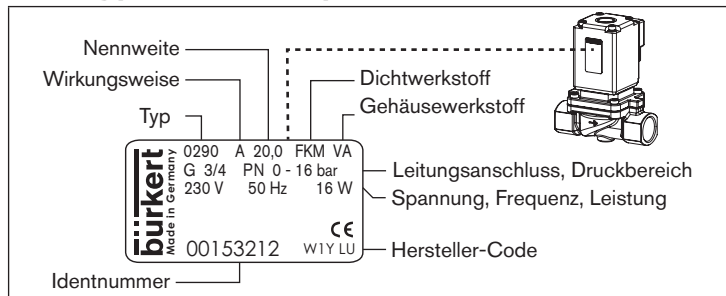 Nennweite
Wirkungsweise
Typ
Dichtwerkstoff
Gehäusewerkstoff
bürkert
Made in Germany
0290 A 20,0 FKM VA
G 3/4 PN 0 - 16 bar
230 V 50 Hz 16 W
CE
00153212 W1Y LU
Leitungsanschluss, Druckbereich
Spannung, Frequenz, Leistung
Hersteller-Code
Identnummer